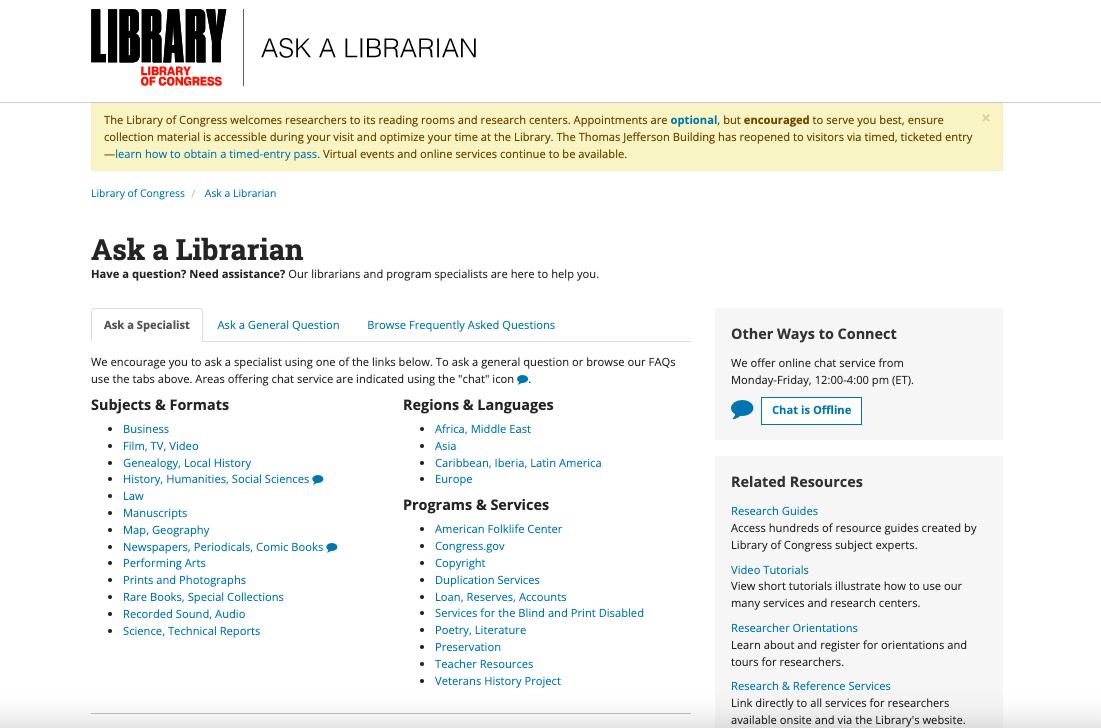 LIBRARY
LIBRARY
OF CONGRESS
ASK A LIBRARIAN
The Library of Congress welcomes researchers to its reading rooms and research centers. Appointments are optional, but encouraged to serve you best, ensure
collection material is accessible during your visit and optimize your time at the Library. The Thomas Jefferson Building has reopened to visitors via timed, ticketed entry
—learn how to obtain a timed-entry pass. Virtual events and online services continue to be available.
×
Library of Congress / Ask a Librarian
Ask a Librarian
Have a question? Need assistance? Our librarians and program specialists are here to help you.
Ask a Specialist
Ask a General Question
Browse Frequently Asked Questions
We encourage you to ask a specialist using one of the links below. To ask a general question or browse our FAQs
use the tabs above. Areas offering chat service are indicated using the "chat" icon .
Subjects & Formats
Business
Film, TV, Video
Genealogy, Local History
History, Humanities, Social Sciences
Law
Manuscripts
Map, Geography
Newspapers, Periodicals, Comic Books
Performing Arts
Prints and Photographs
Rare Books, Special Collections
Recorded Sound, Audio
Science, Technical Reports
Regions & Languages
Africa, Middle East
Asia
Caribbean, Iberia, Latin America
Europe
Programs & Services
American Folklife Center
Congress.gov
Copyright
Duplication Services
Loan, Reserves, Accounts
Services for the Blind and Print Disabled
Poetry, Literature
Preservation
Teacher Resources
Veterans History Project
Other Ways to Connect
We offer online chat service from
Monday-Friday, 12:00-4:00 pm (ET).
Chat is Offline
Related Resources
Research Guides
Access hundreds of resource guides created by
Library of Congress subject experts.
Video Tutorials
View short tutorials illustrate how to use our
many services and research centers.
Researcher Orientations
Learn about and register for orientations and
tours for researchers.
Research & Reference Services
Link directly to all services for researchers
available onsite and via the Library's website.